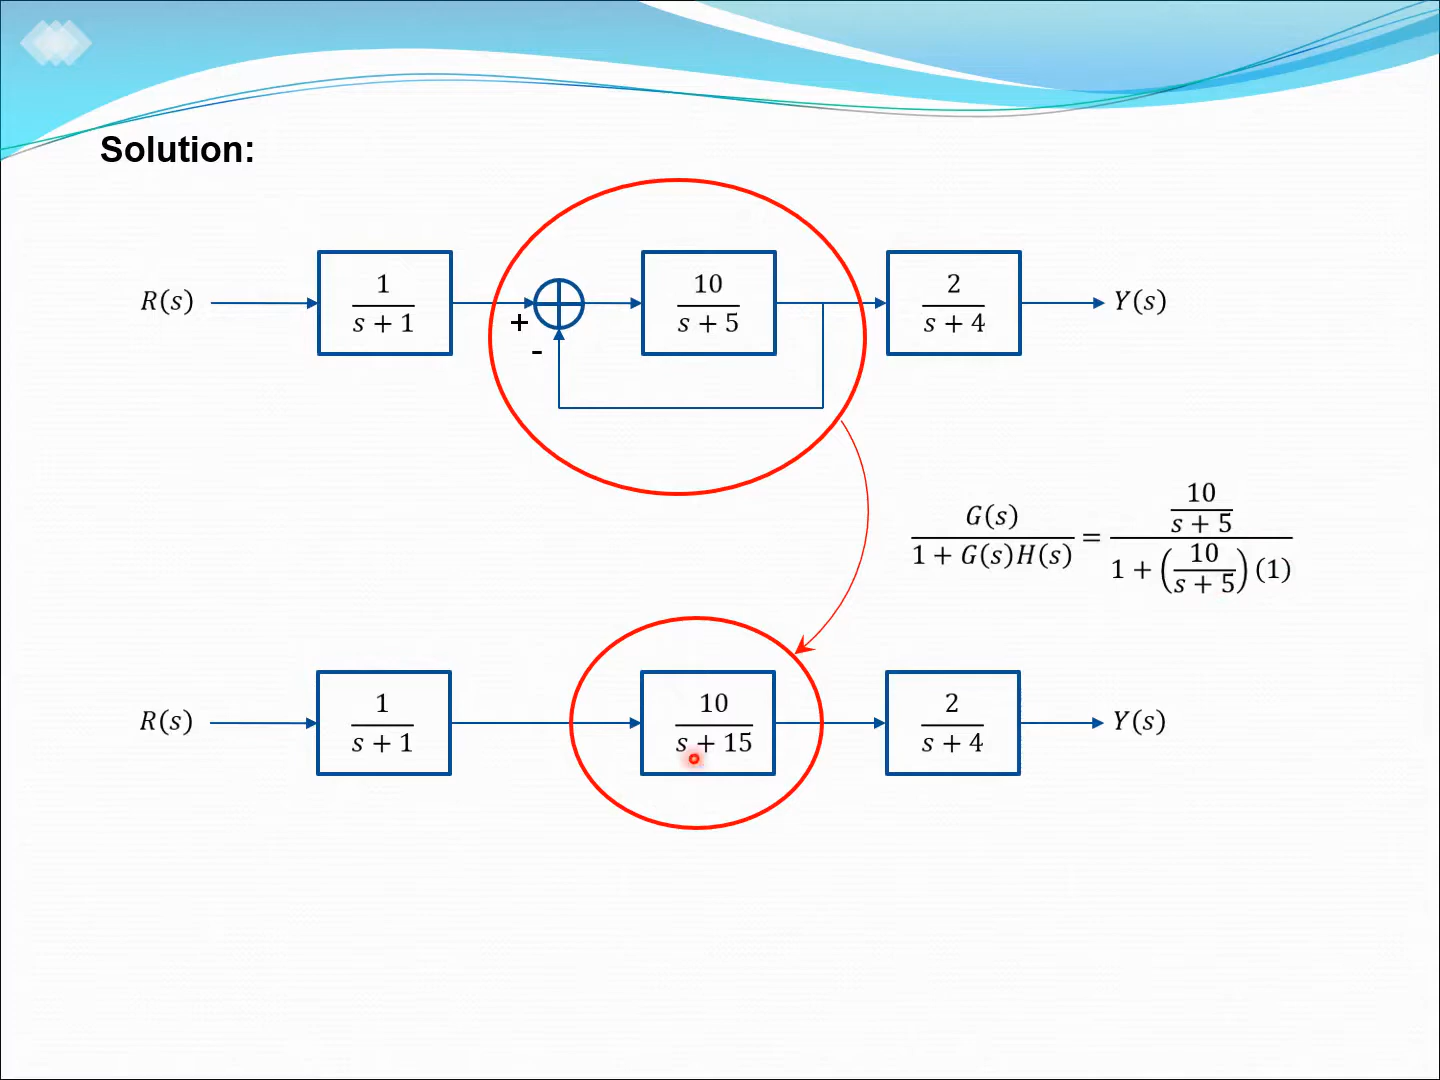 Solution:
R(s)
1
s + 1
+
-
10
s + 5
2
s + 4
Y(s)
G(s)
1 + G(s)H(s)
=
10
s + 5
1 + (10
s + 5) (1)
R(s)
1
s + 1
10
s + 15
2
s + 4
Y(s)